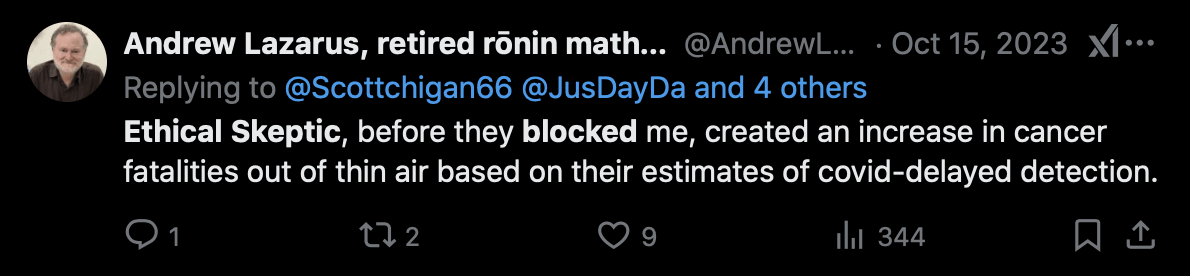 Andrew Lazarus, retired rōnin math... @AndrewL... · Oct 15, 2023
Replying to @Scottchigan66 @JusDayDa and 4 others
Ethical Skeptic, before they blocked me, created an increase in cancer
fatalities out of thin air based on their estimates of covid-delayed detection.
1 2 9 344